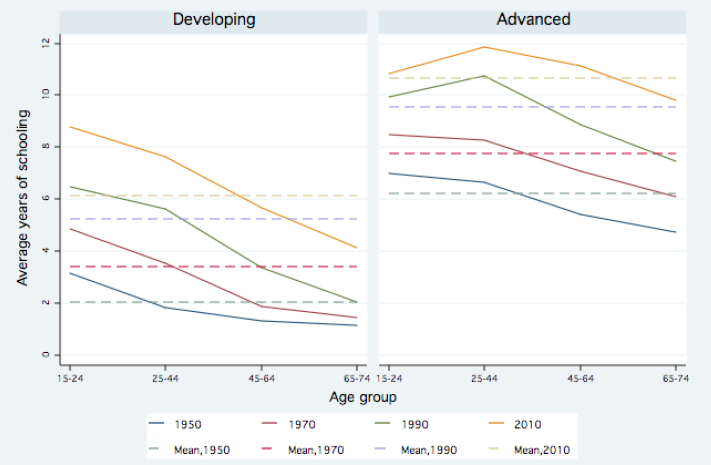 Developing
Advanced
Average years of schooling
12
10
8
6
4
2
0
15-24 25-44 45-64 65-74
15-24 25-44 45-64 65-74
Age group
1950 1970 1990 2010
Mean,1950 Mean,1970 Mean,1990 Mean,2010